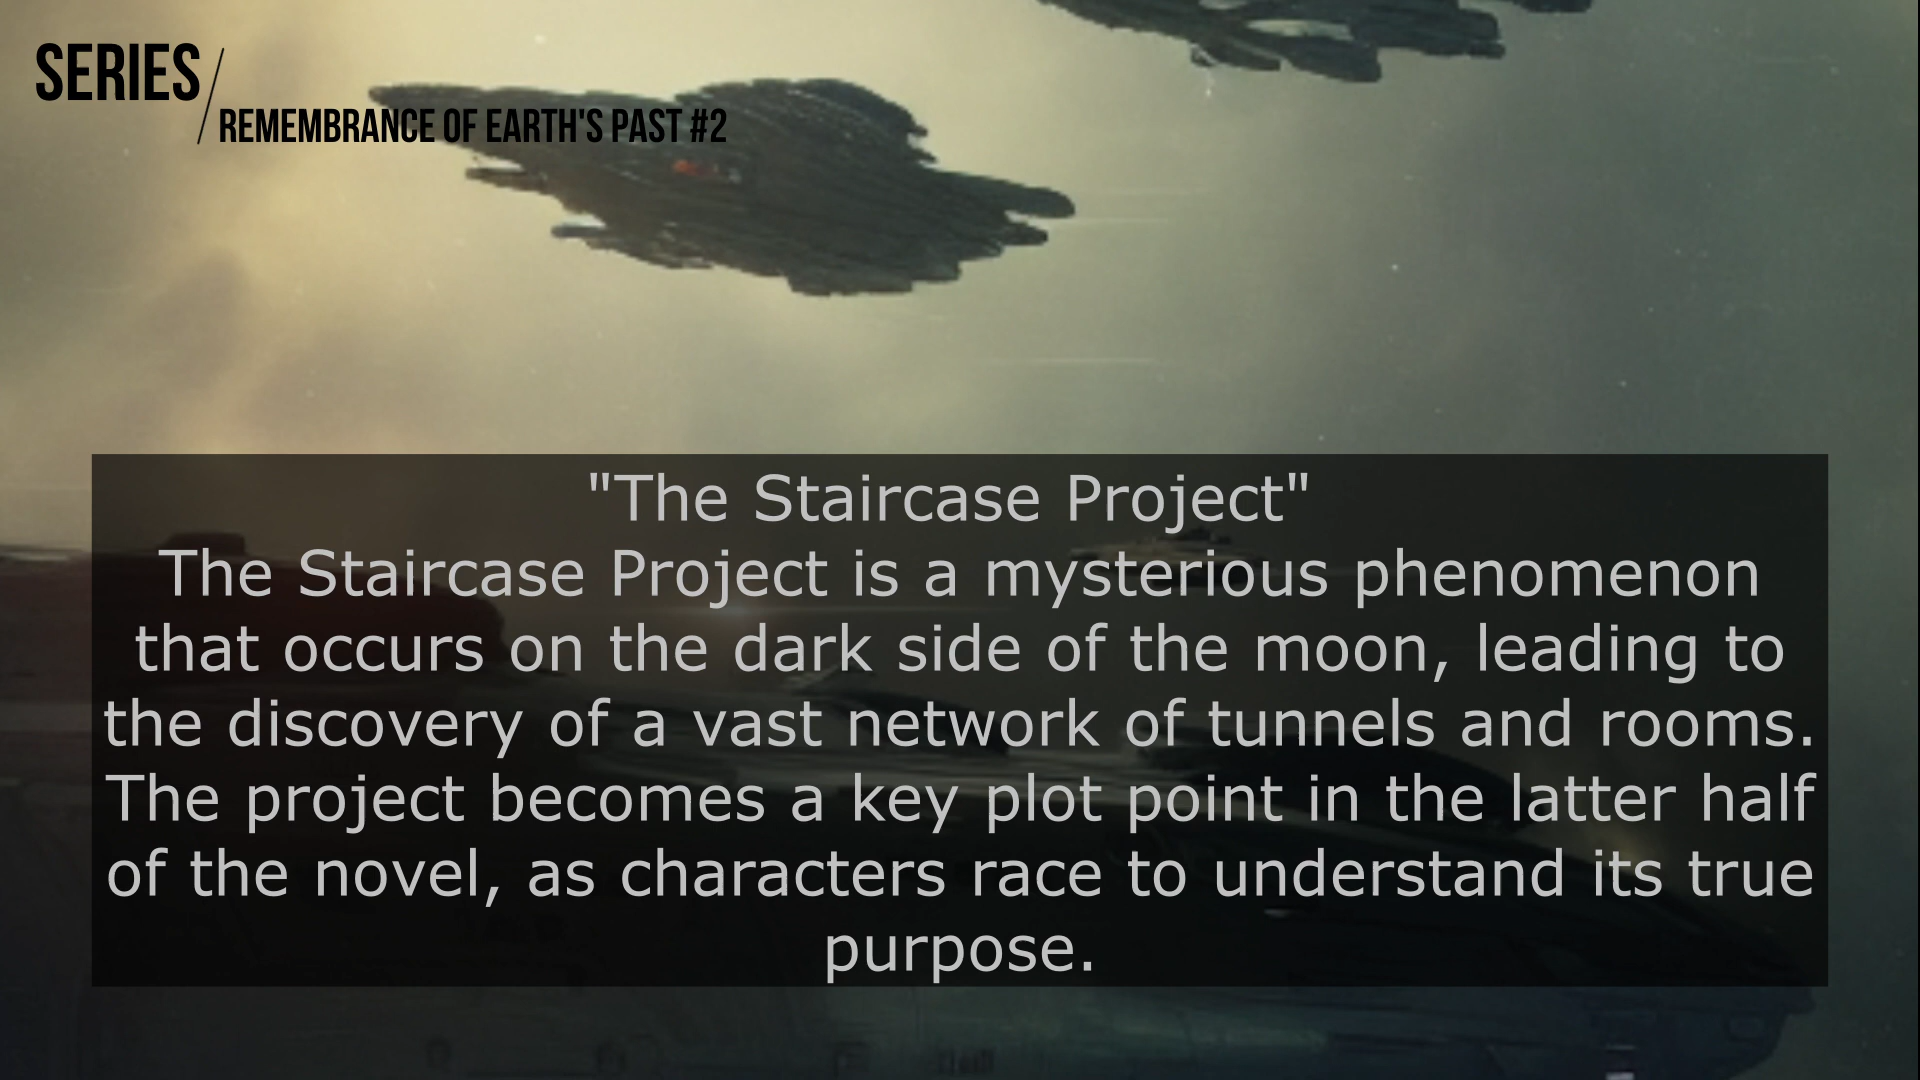 SERIES
REMEMBRANCE OF EARTH'S PAST #2
"The Staircase Project"
The Staircase Project is a mysterious phenomenon
that occurs on the dark side of the moon, leading to
the discovery of a vast network of tunnels and rooms.
The project becomes a key plot point in the latter half
of the novel, as characters race to understand its true
purpose.